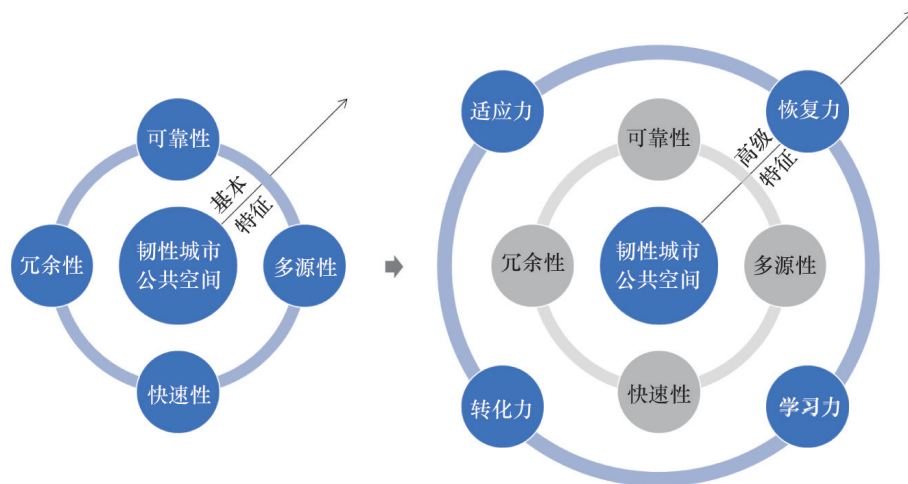 可靠性
基本
特征
冗余性
韧性城市
公共空间
多源性
快速性
适应力
恢复力
可靠性
高级
特征
冗余性
韧性城市
公共空间
多源性
快速性
转化力
学习力